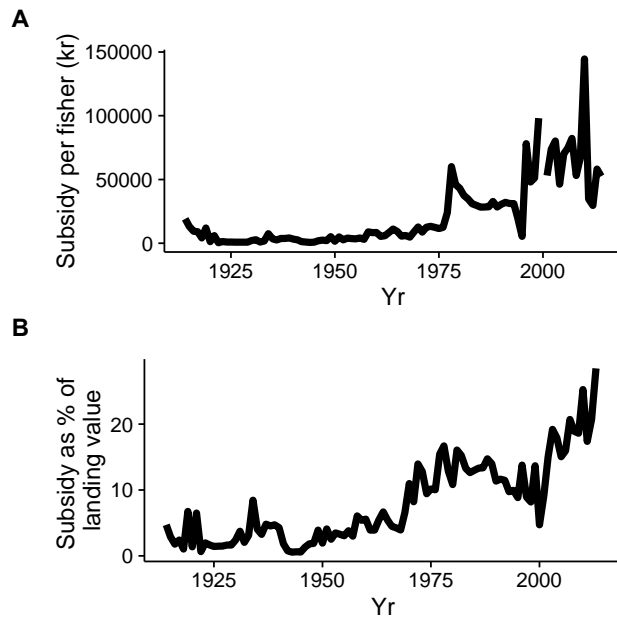 A
Subsidy per fisher (kr)
150000
100000
50000
0
1925
1950
1975
2000
Yr
B
Subsidy as % of
landing value
20
10
0
1925
1950
1975
2000
Yr